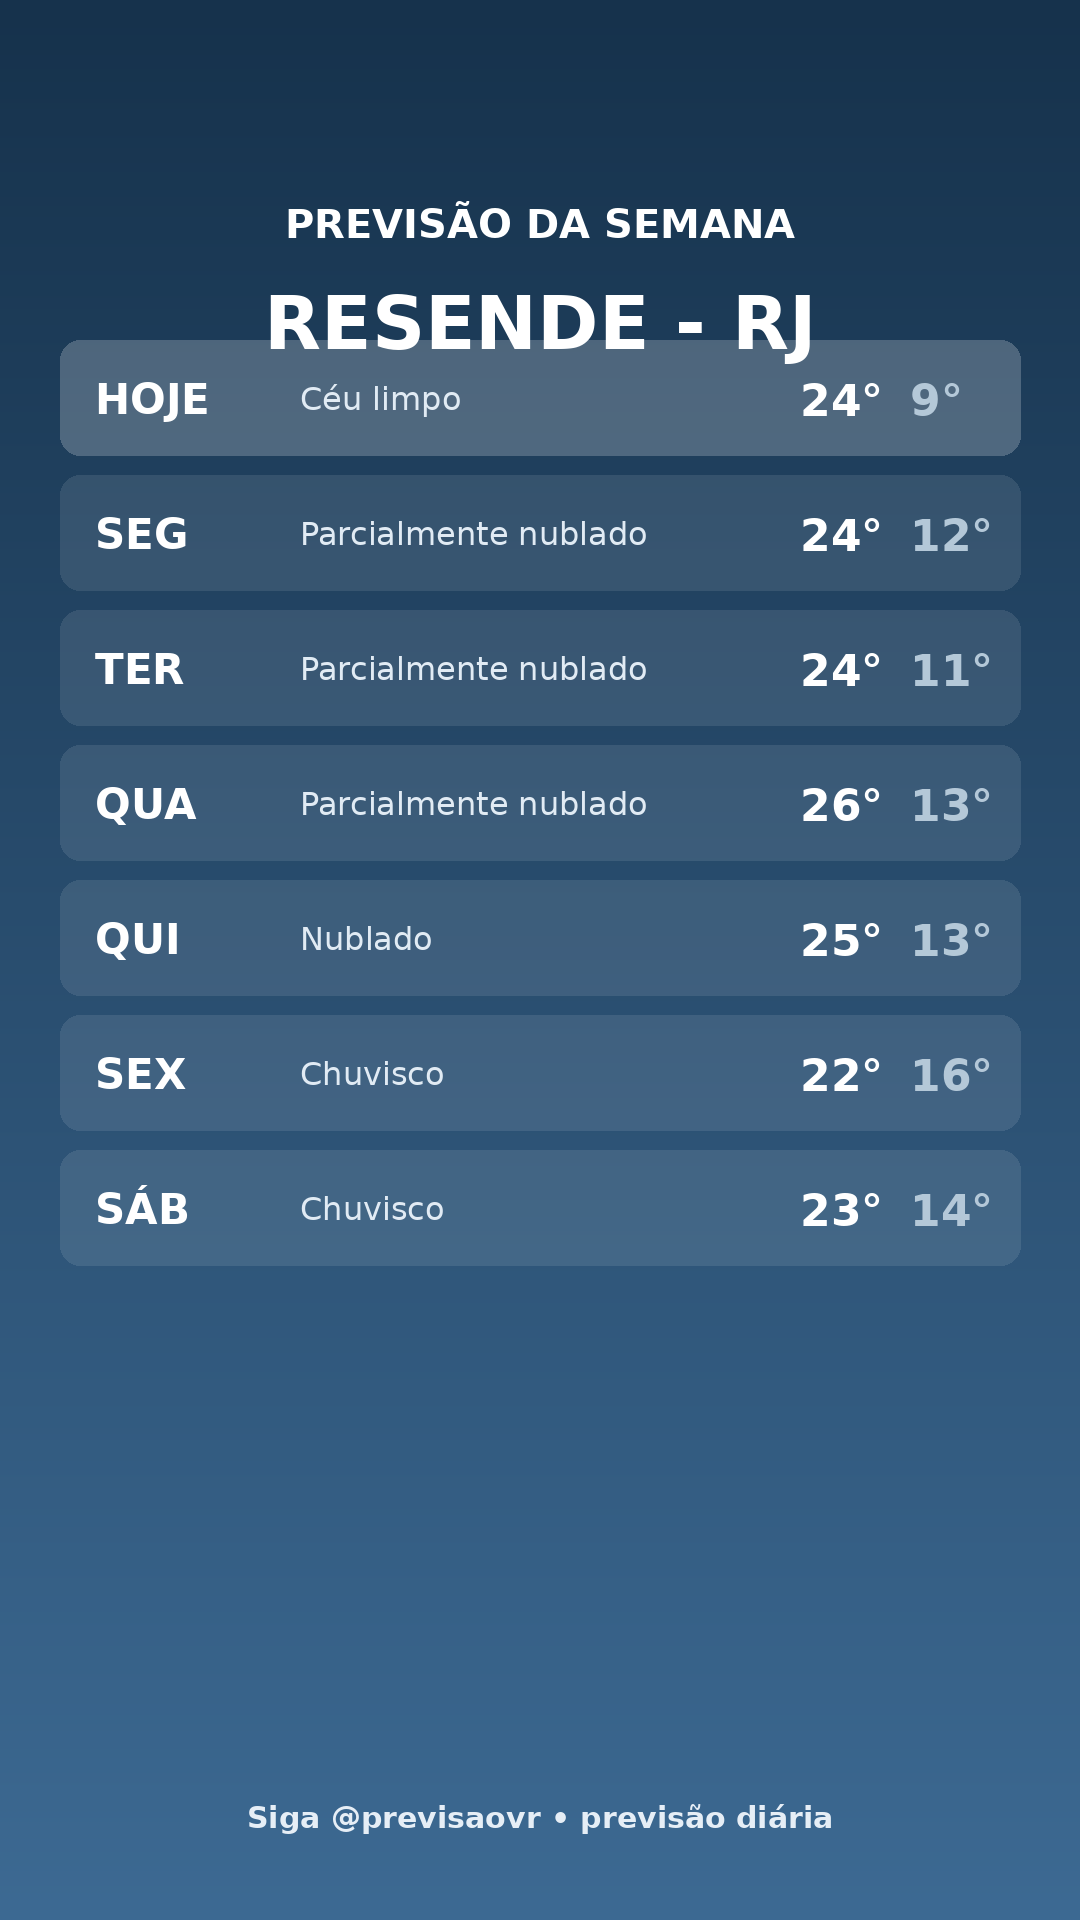 PREVISÃO DA SEMANA
RESENDE - RJ
HOJE Céu limpo 24° 9°
SEG Parcialmente nublado 24° 12°
TER Parcialmente nublado 24° 11°
QUA Parcialmente nublado 26° 13°
QUI Nublado 25° 13°
SEX Chuvisco 22° 16°
SÁB Chuvisco 23° 14°
Siga @previsaovr • previsão diária